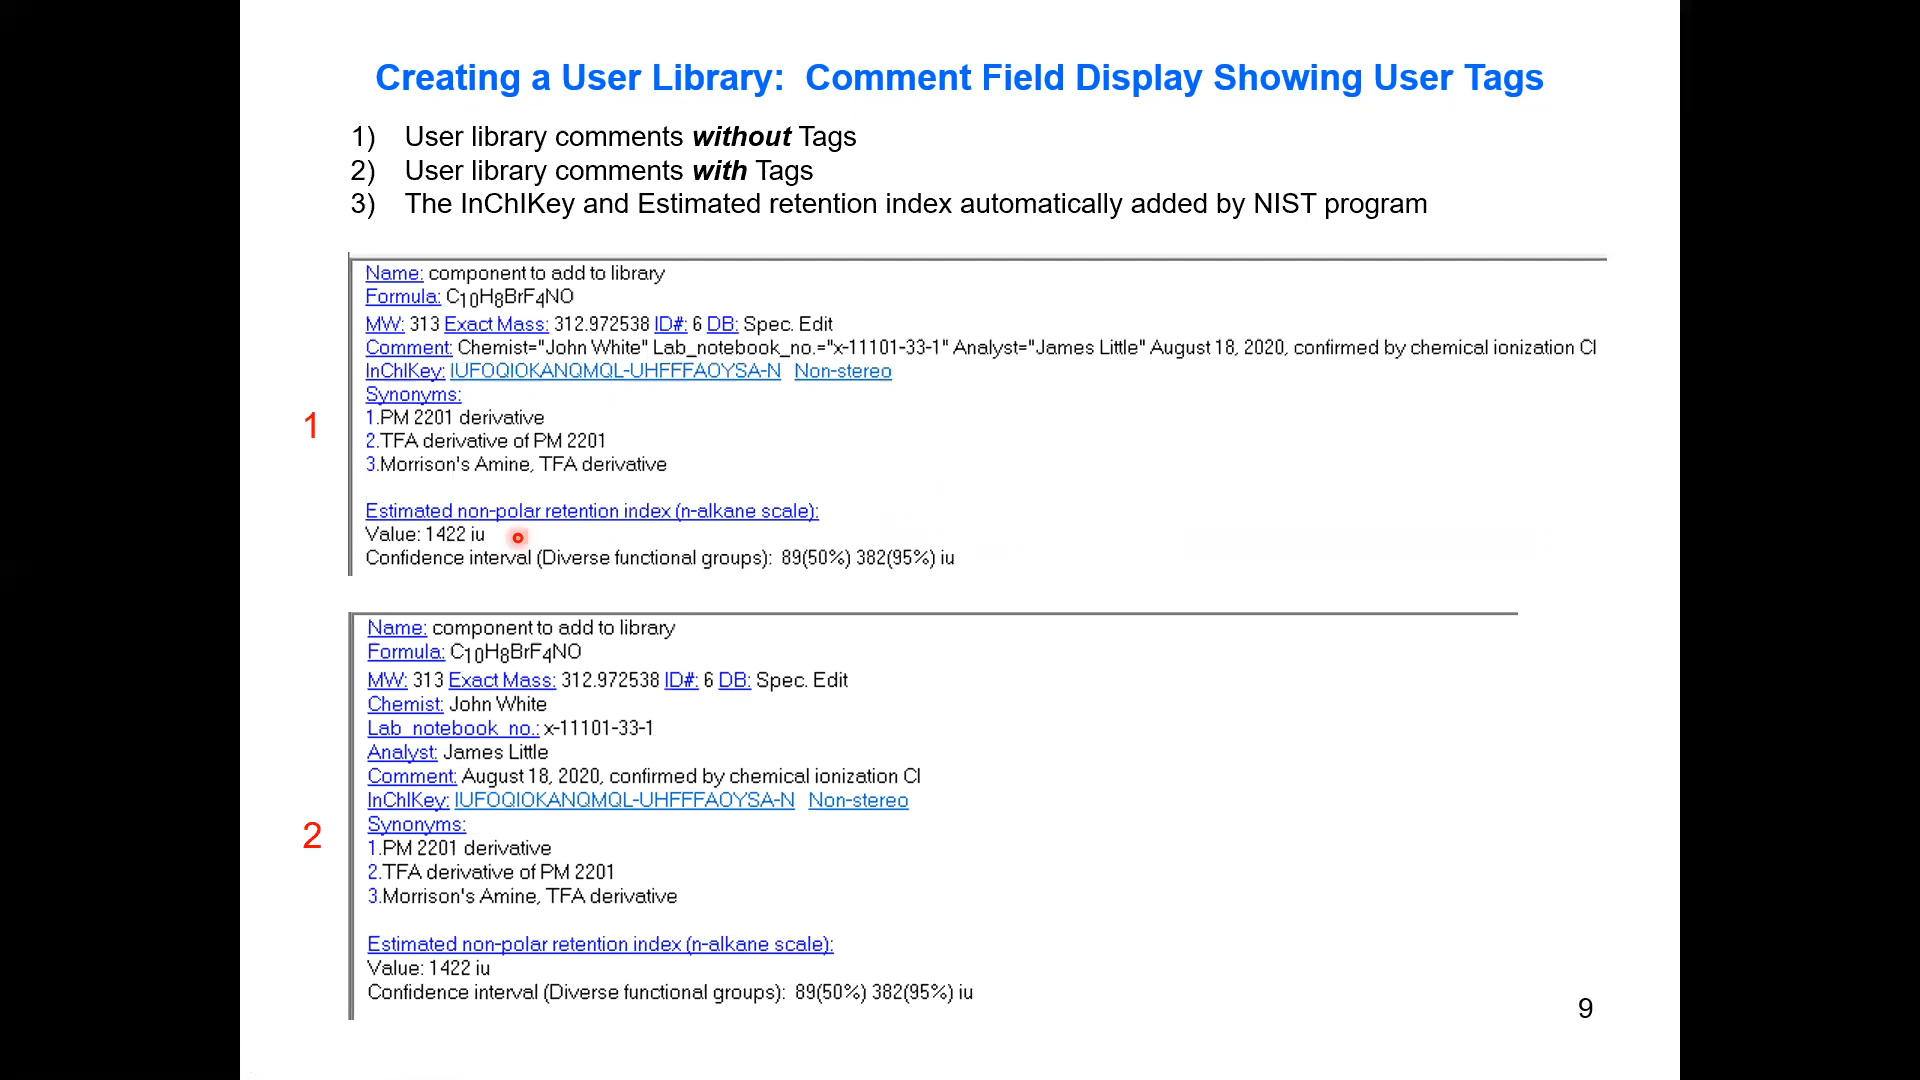 Creating a User Library: Comment Field Display Showing User Tags
1) User library comments without Tags
2) User library comments with Tags
3) The InChIKey and Estimated retention index automatically added by NIST program
Name: component to add to library
Formula: C10H8BrF4NO
MW: 313 Exact Mass: 312.972538 ID#: 6 DB: Spec. Edit
Comment: Chemist="John White" Lab_notebook_no.="x-11101-33-1" Analyst="James Little" August 18, 2020, confirmed by chemical ionization CI
InChIKey: IUFOQIOKANQMQL-UHFFFAOYSA-N Non-stereo
Synonyms:
1.PM 2201 derivative
1
2.TFA derivative of PM 2201
3.Morrison's Amine, TFA derivative
Estimated non-polar retention index (n-alkane scale):
Value: 1422 iu
Confidence interval (Diverse functional groups): 89(50%) 382(95%) iu
Name: component to add to library
Formula: C10H8BrF4NO
MW: 313 Exact Mass: 312.972538 ID#: 6 DB: Spec. Edit
Chemist: John White
Lab_notebook_no.: x-11101-33-1
Analyst: James Little
Comment: August 18, 2020, confirmed by chemical ionization CI
InChIKey: IUFOQIOKANQMQL-UHFFFAOYSA-N Non-stereo
Synonyms:
2
1.PM 2201 derivative
2.TFA derivative of PM 2201
3.Morrison's Amine, TFA derivative
Estimated non-polar retention index (n-alkane scale):
Value: 1422 iu
Confidence interval (Diverse functional groups): 89(50%) 382(95%) iu
9